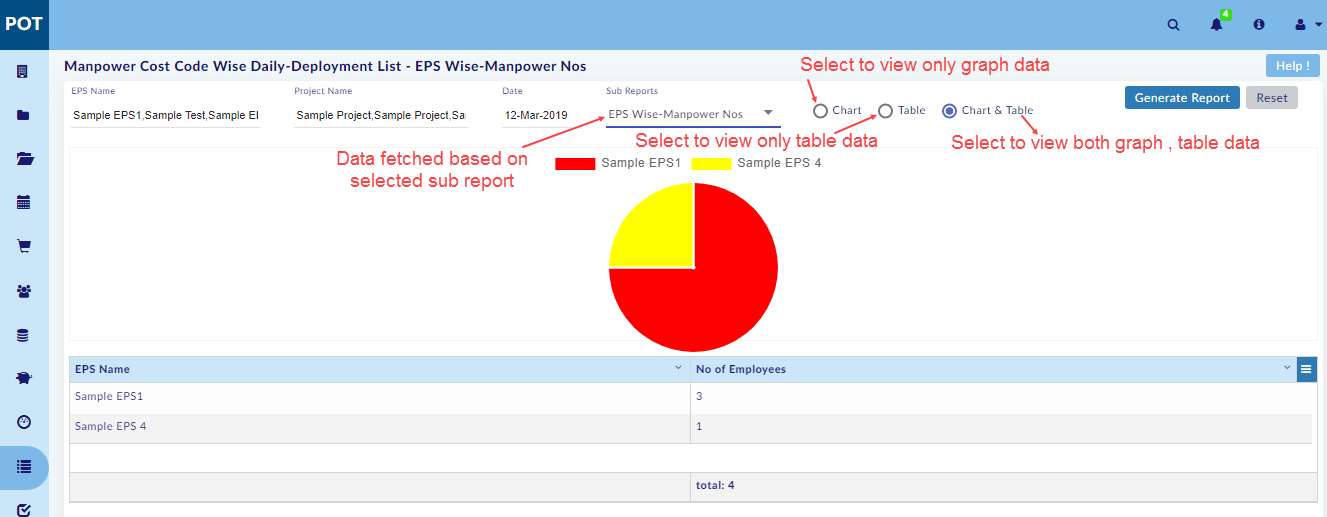 POT
4
Manpower Cost Code Wise Daily-Deployment List - EPS Wise-Manpower Nos
Help !
Select to view only graph data
EPS Name
Project Name
Date
Sub Reports
Sample EPS1,Sample Test,Sample El
Sample Project,Sample Project,Sa
12-Mar-2019
EPS Wise-Manpower Nos
Chart
Table
Chart & Table
Generate Report
Reset
Select to view only table data
Select to view both graph , table data
Data fetched based on
selected sub report
Sample EPS1
Sample EPS 4
EPS Name
No of Employees
Sample EPS1
3
Sample EPS 4
1
total: 4